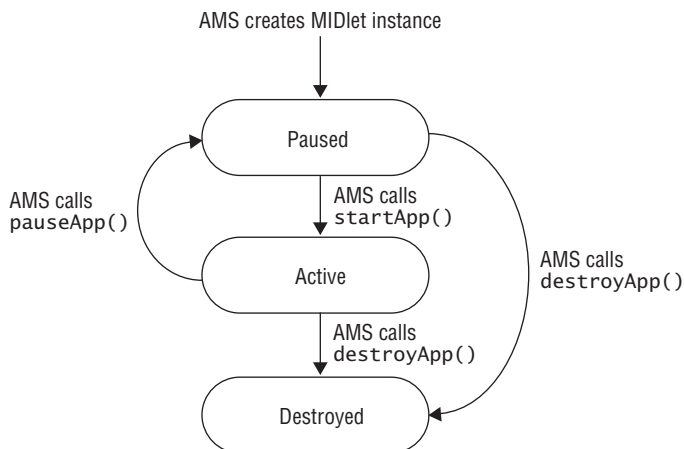 AMS creates MIDlet instance
Paused
AMS calls
pauseApp()
AMS calls
startApp()
Active
AMS calls
destroyApp()
AMS calls
destroyApp()
Destroyed